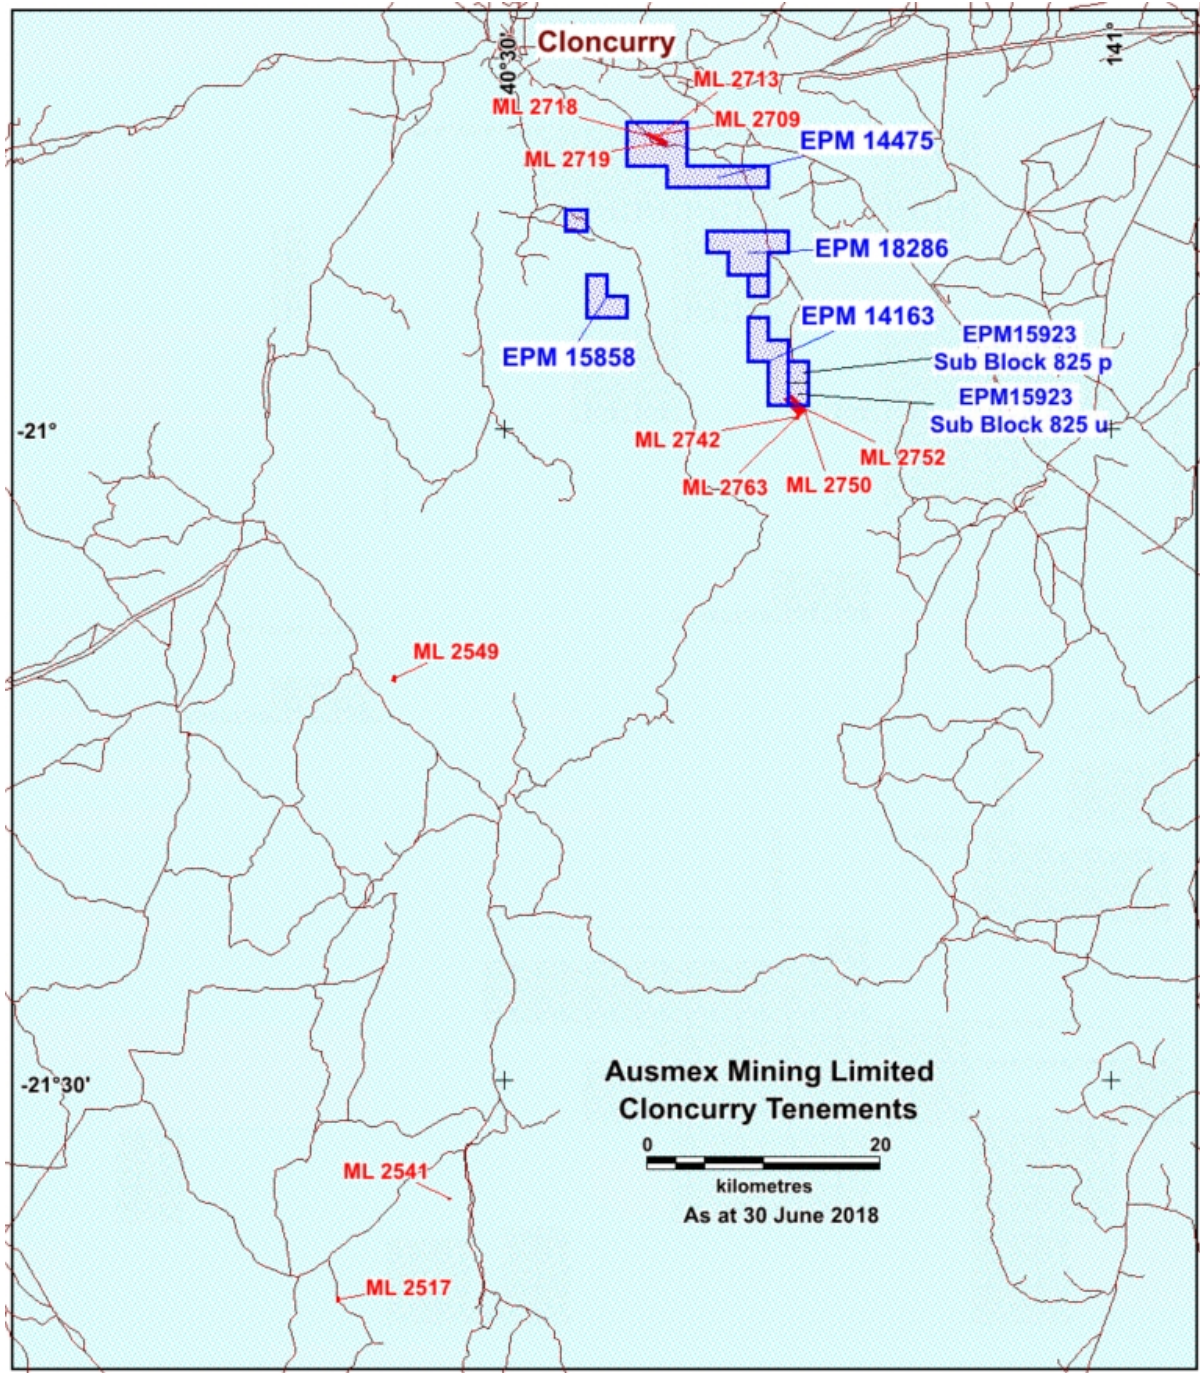 Cloncurry
40°30'
141°
ML 2713
ML 2718
ML 2709
EPM 14475
ML 2719
EPM 18286
EPM 14163
EPM15923
Sub Block 825 p
EPM 15858
EPM15923
Sub Block 825 u
-21°
ML 2742
ML 2752
ML 2763
ML 2750
ML 2549
Ausmex Mining Limited
-21°30'
Cloncurry Tenements
0
20
kilometres
ML 2541
As at 30 June 2018
ML 2517